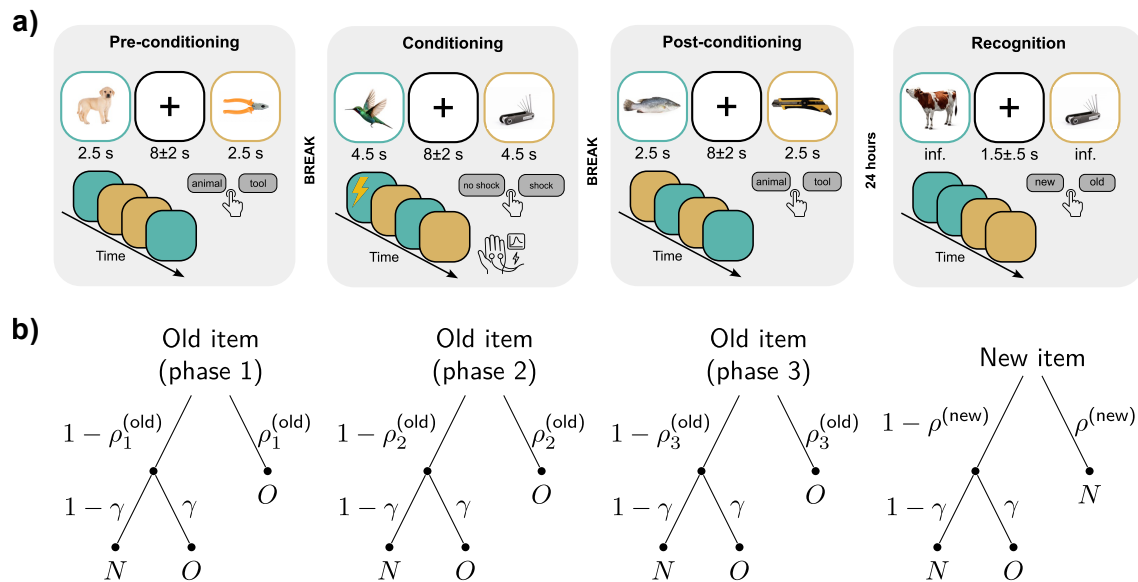 a)
Pre-conditioning
2.5 s 8±2 s 2.5 s
animal tool
Time
BREAK
Conditioning
4.5 s 8±2 s 4.5 s
no shock shock
Time
BREAK
Post-conditioning
2.5 s 8±2 s 2.5 s
animal tool
Time
24 hours
Recognition
inf. 1.5±.5 s inf.
new old
Time
b)
Old item
(phase 1)
1 − ρ₁^(old) ρ₁^(old)
O
1 − γ γ
N O
Old item
(phase 2)
1 − ρ₂^(old) ρ₂^(old)
O
1 − γ γ
N O
Old item
(phase 3)
1 − ρ₃^(old) ρ₃^(old)
O
1 − γ γ
N O
New item
1 − ρ^(new) ρ^(new)
N
1 − γ γ
N O